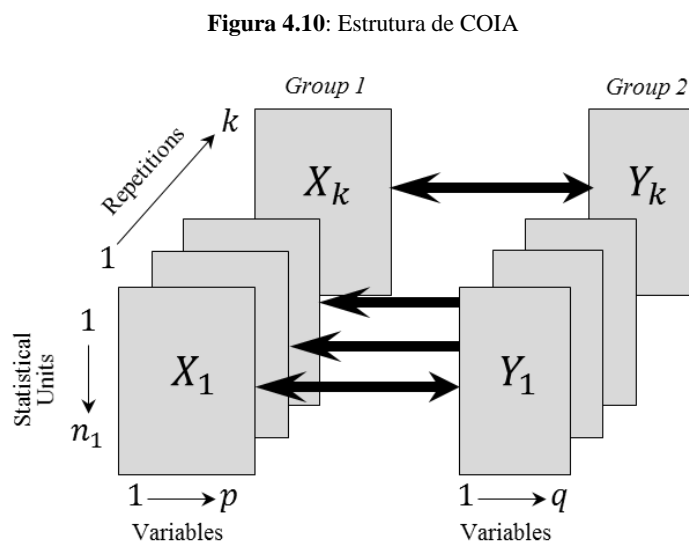 Figura 4.10: Estrutura de COIA
Group 1
Group 2
Repetitions
k
1
X_k
Y_k
Statistical
Units
1
n_1
X_1
Y_1
1 → p
1 → q
Variables
Variables